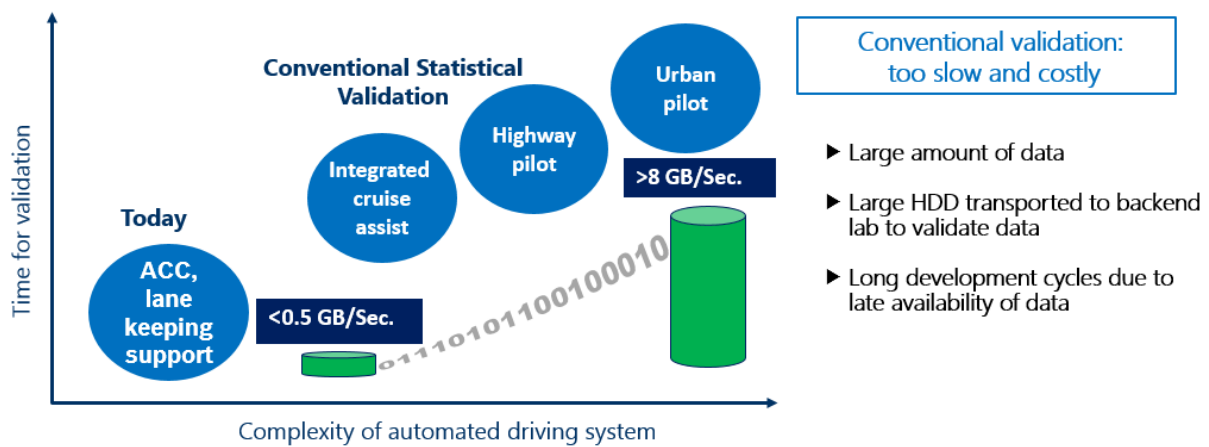 Time for validation
Today
ACC,
lane
keeping
support
<0.5 GB/Sec.
Conventional Statistical
Validation
Integrated
cruise
assist
Highway
pilot
Urban
pilot
>8 GB/Sec.
01110101100100010
Complexity of automated driving system
Conventional validation:
too slow and costly
Large amount of data
Large HDD transported to backend
lab to validate data
Long development cycles due to
late availability of data